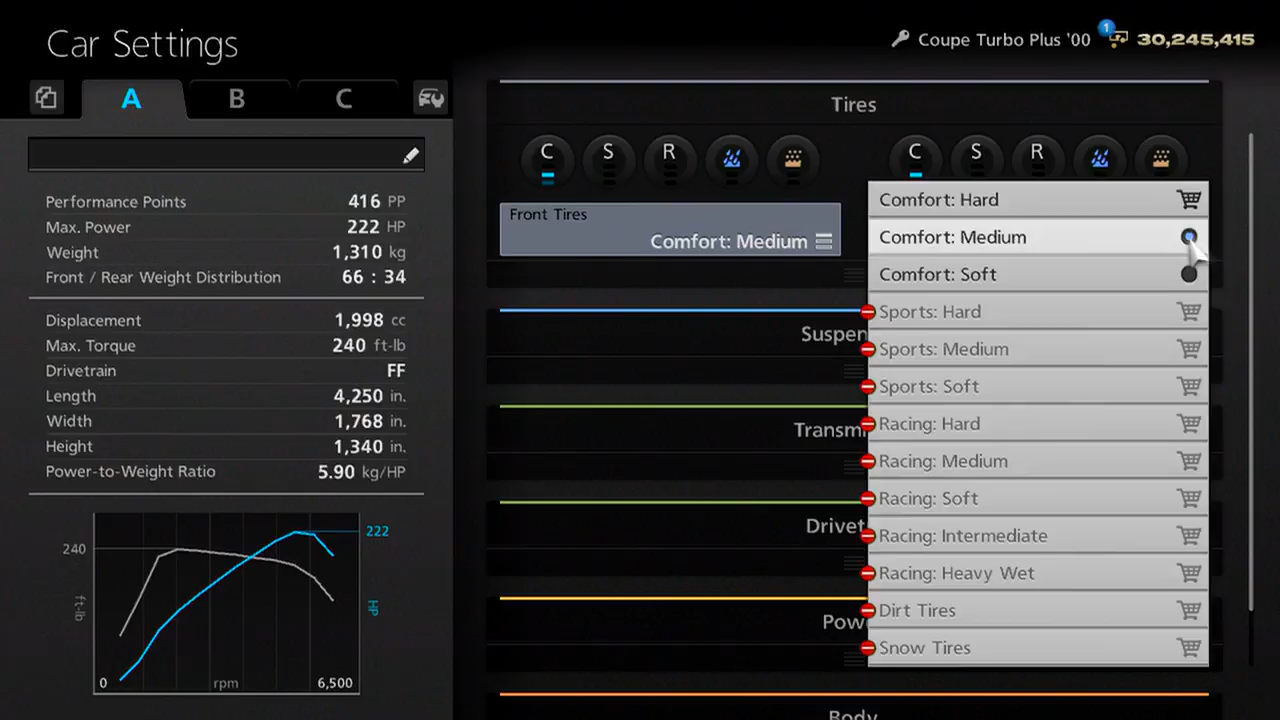 Car Settings
Coupe Turbo Plus '00
1
30,245,415
A
B
C
Performance Points 416 PP
Max. Power 222 HP
Weight 1,310 kg
Front / Rear Weight Distribution 66 : 34
Displacement 1,998 cc
Max. Torque 240 ft-lb
Drivetrain FF
Length 4,250 in.
Width 1,768 in.
Height 1,340 in.
Power-to-Weight Ratio 5.90 kg/HP
222
240
ft-lb
HP
0 rpm 6,500
Tires
C S R
C S R
Front Tires
Comfort: Medium
Comfort: Hard
Comfort: Medium
Comfort: Soft
Sports: Hard
Sports: Medium
Sports: Soft
Racing: Hard
Racing: Medium
Racing: Soft
Racing: Intermediate
Racing: Heavy Wet
Dirt Tires
Snow Tires
Suspen
Transmi
Drivet
Pow
Body